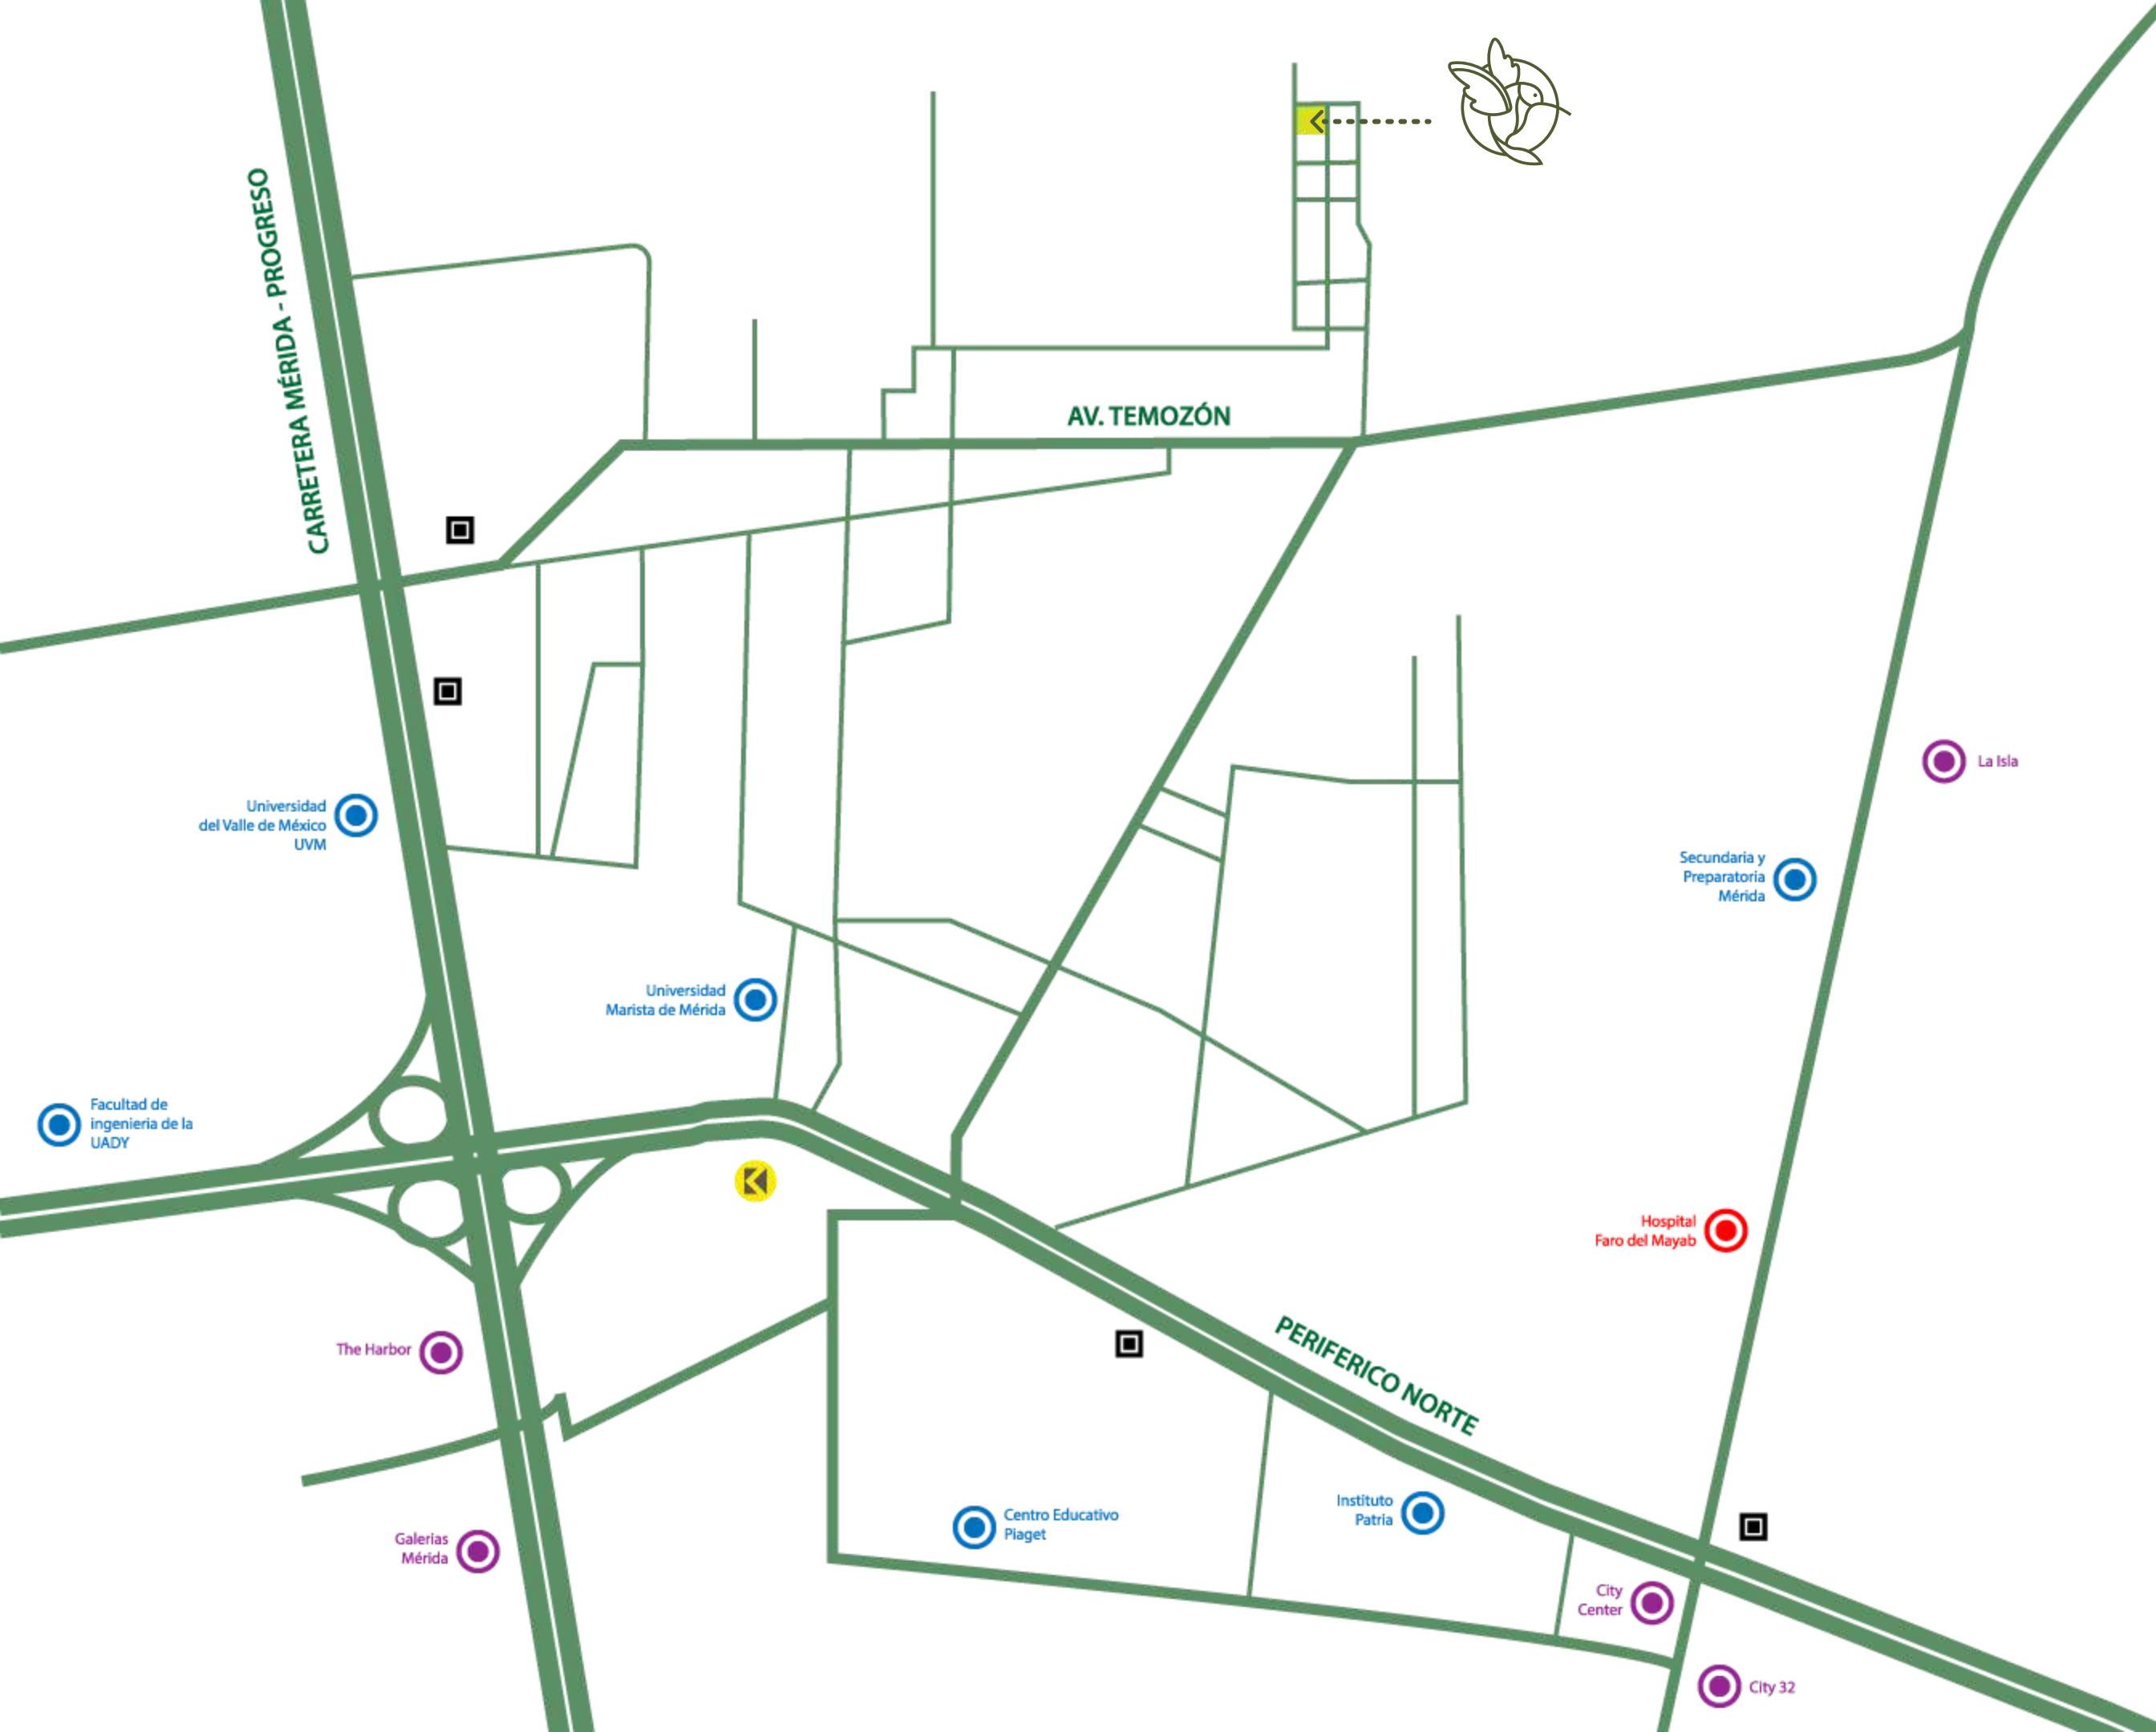 CARRETERA MÉRIDA - PROGRESO
AV. TEMOZÓN
La Isla
Universidad
del Valle de México
UVM
Secundaria y
Preparatoria
Mérida
Universidad
Marista de Mérida
Facultad de
ingenieria de la
UADY
Hospital
Faro del Mayab
The Harbor
PERIFERICO NORTE
Galerias
Mérida
Centro Educativo
Piaget
Instituto
Patria
City
Center
City 32